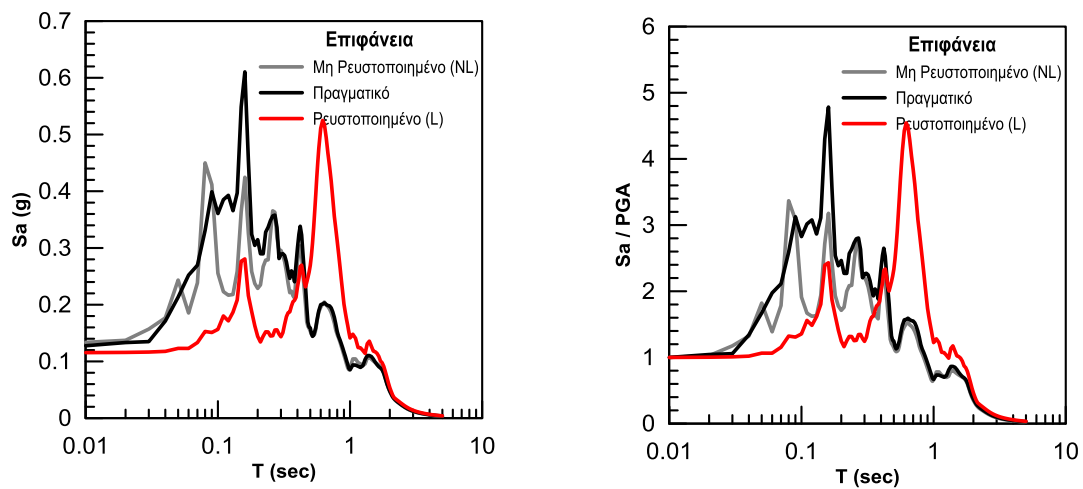 0.7
0.6
0.5
0.4
0.3
0.2
0.1
0
Sa (g)
0.01
0.1
1
10
T (sec)
Επιφάνεια
Μη Ρευστοποιημένο (NL)
Πραγματικό
Ρευστοποιημένο (L)
6
5
4
3
2
1
0
Sa / PGA
0.01
0.1
1
10
T (sec)
Επιφάνεια
Μη Ρευστοποιημένο (NL)
Πραγματικό
Ρευστοποιημένο (L)